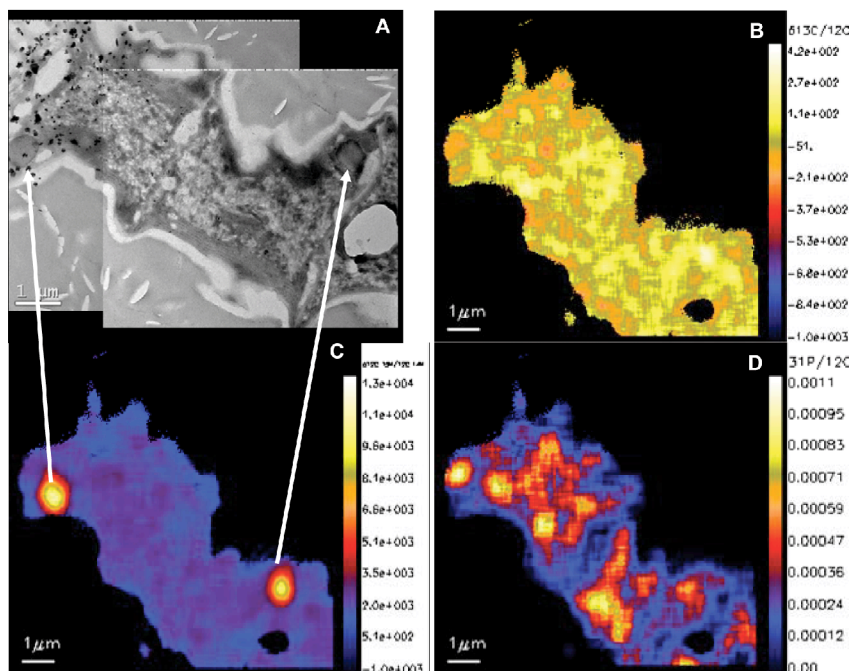 A
1 μm
B
δ13C/12C
4.2e+002
2.7e+002
1.1e+002
-51.
-2.1e+002
-3.7e+002
-5.3e+002
-6.8e+002
-8.4e+002
-1.0e+003
1μm
C
1.3e+004
1.1e+004
9.6e+003
8.1e+003
6.6e+003
5.1e+003
3.5e+003
2.0e+003
5.1e+002
-1.0e+003
1μm
D
31P/12C
0.0011
0.00095
0.00083
0.00071
0.00059
0.00047
0.00036
0.00024
0.00012
0.00
1μm